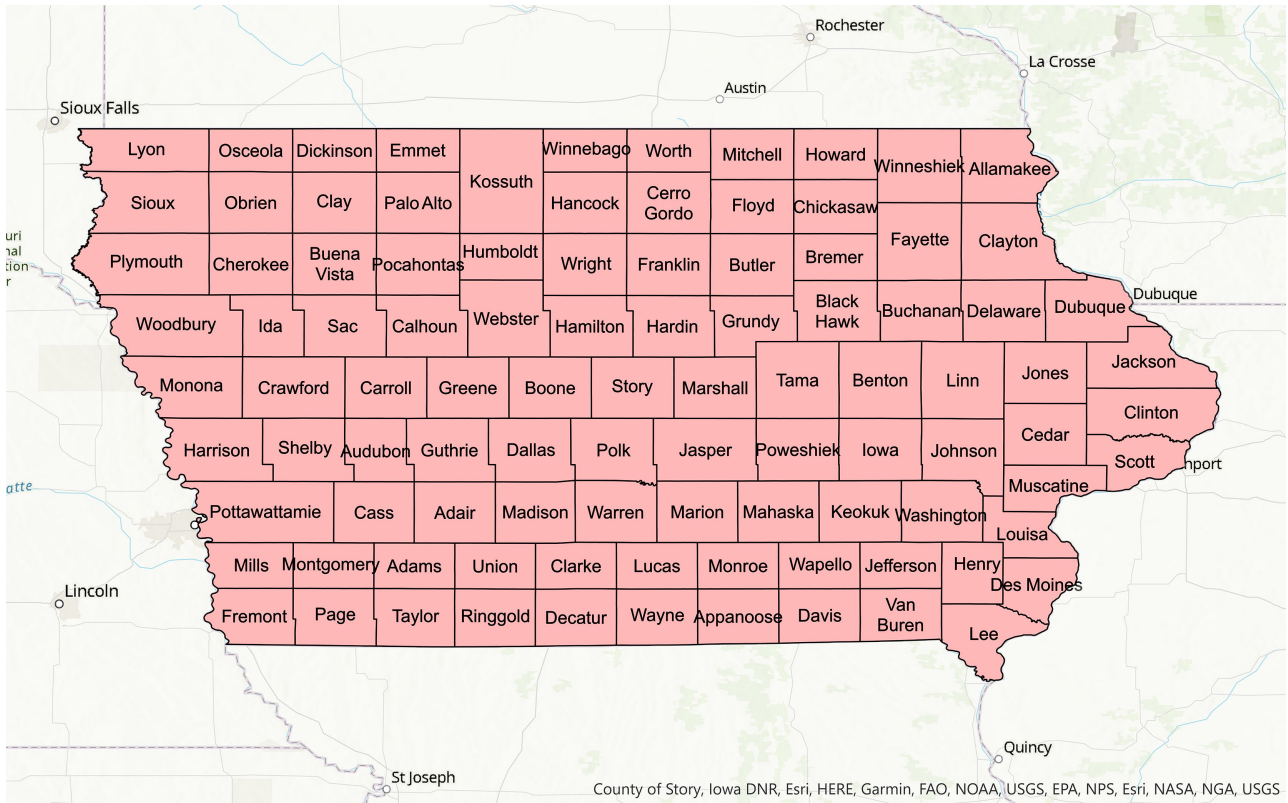 Rochester
La Crosse
Austin
Sioux Falls
Lyon
Osceola
Dickinson
Emmet
Kossuth
Winnebago
Worth
Mitchell
Howard
Winneshiek
Allamakee
Sioux
Obrien
Clay
Palo Alto
Hancock
Cerro
Gordo
Floyd
Chickasaw
Fayette
Clayton
uri
nal
tion
r
Plymouth
Cherokee
Buena
Vista
Pocahontas
Humboldt
Wright
Franklin
Butler
Bremer
Dubuque
Woodbury
Ida
Sac
Calhoun
Webster
Hamilton
Hardin
Grundy
Black
Hawk
Buchanan
Delaware
Dubuque
Monona
Crawford
Carroll
Greene
Boone
Story
Marshall
Tama
Benton
Linn
Jones
Jackson
Clinton
Harrison
Shelby
Audubon
Guthrie
Dallas
Polk
Jasper
Poweshiek
Iowa
Johnson
Cedar
Scott
nport
atte
Muscatine
Pottawattamie
Cass
Adair
Madison
Warren
Marion
Mahaska
Keokuk
Washington
Louisa
Mills
Montgomery
Adams
Union
Clarke
Lucas
Monroe
Wapello
Jefferson
Henry
Des Moines
Lincoln
Fremont
Page
Taylor
Ringgold
Decatur
Wayne
Appanoose
Davis
Van
Buren
Lee
Quincy
St Joseph
County of Story, Iowa DNR, Esri, HERE, Garmin, FAO, NOAA, USGS, EPA, NPS, Esri, NASA, NGA, USGS